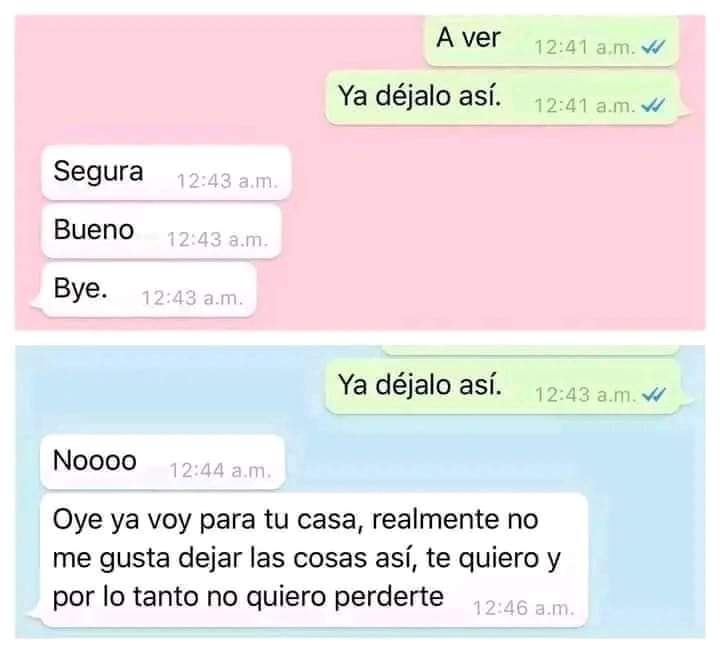 A ver 12:41 a.m.
Ya déjalo así. 12:41 a.m.
Segura 12:43 a.m.
Bueno 12:43 a.m.
Bye. 12:43 a.m.
Ya déjalo así. 12:43 a.m.
Noooo 12:44 a.m.
Oye ya voy para tu casa, realmente no
me gusta dejar las cosas así, te quiero y
por lo tanto no quiero perderte 12:46 a.m.